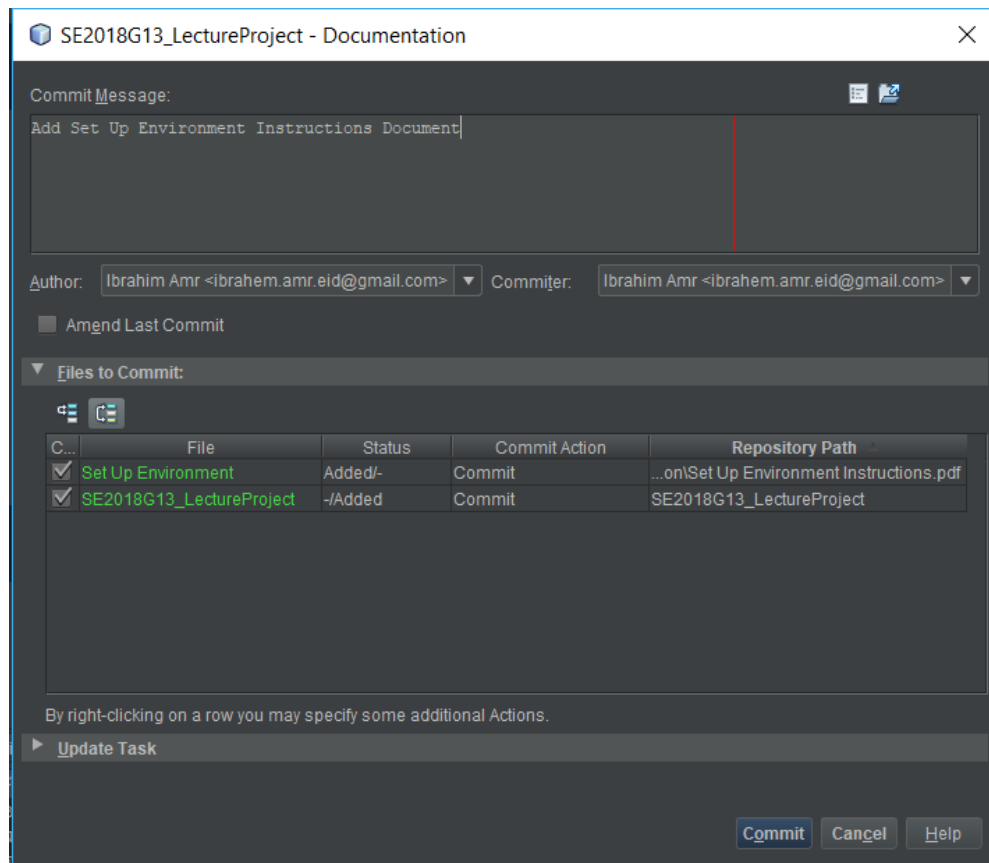 SE2018G13_LectureProject - Documentation
Commit Message:
Add Set Up Environment Instructions Document
Author: Ibrahim Amr <ibrahem.amr.eid@gmail.com> Commiter: Ibrahim Amr <ibrahem.amr.eid@gmail.com>
Amend Last Commit
Files to Commit:
C... File Status Commit Action Repository Path
Set Up Environment Added/- Commit ...on\Set Up Environment Instructions.pdf
SE2018G13_LectureProject -/Added Commit SE2018G13_LectureProject
By right-clicking on a row you may specify some additional Actions.
Update Task
Commit Cancel Help